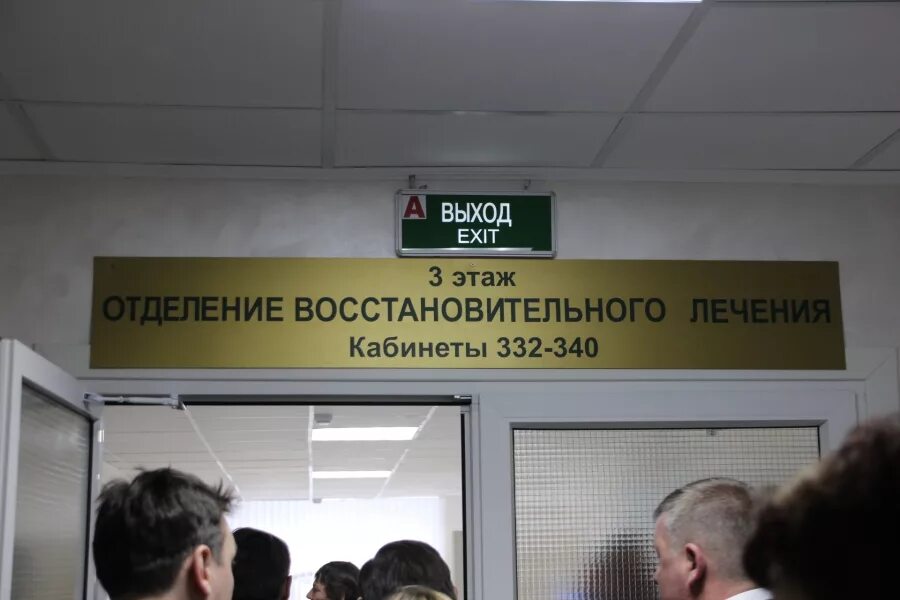 А ВЫХОД
EXIT
3 этаж
ОТДЕЛЕНИЕ ВОССТАНОВИТЕЛЬНОГО ЛЕЧЕНИЯ
Кабинеты 332-340